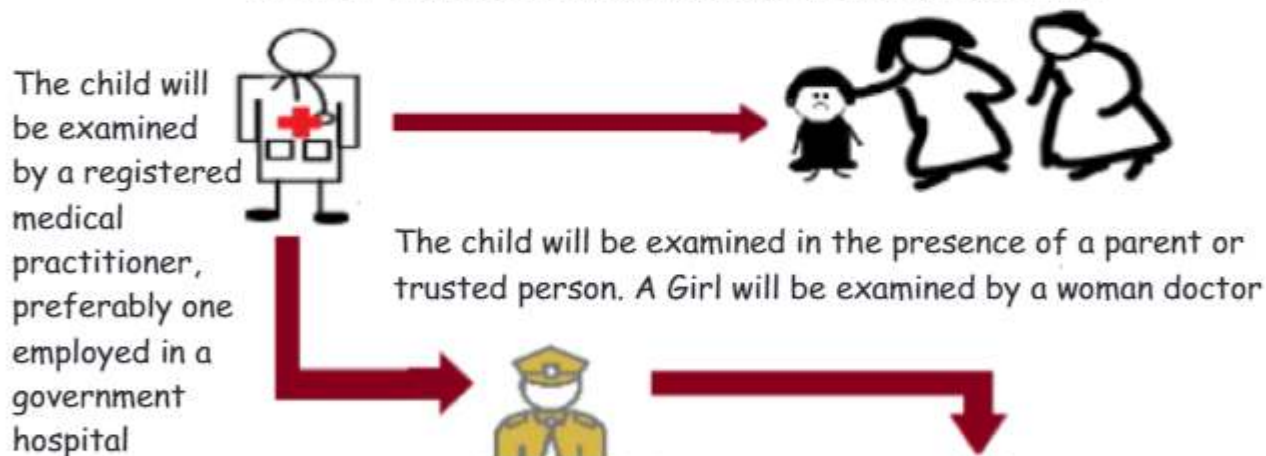 The child will
be examined
by a registered
medical
practitioner,
preferably one
employed in a
government
hospital
The child will be examined in the presence of a parent or
trusted person. A Girl will be examined by a woman doctor